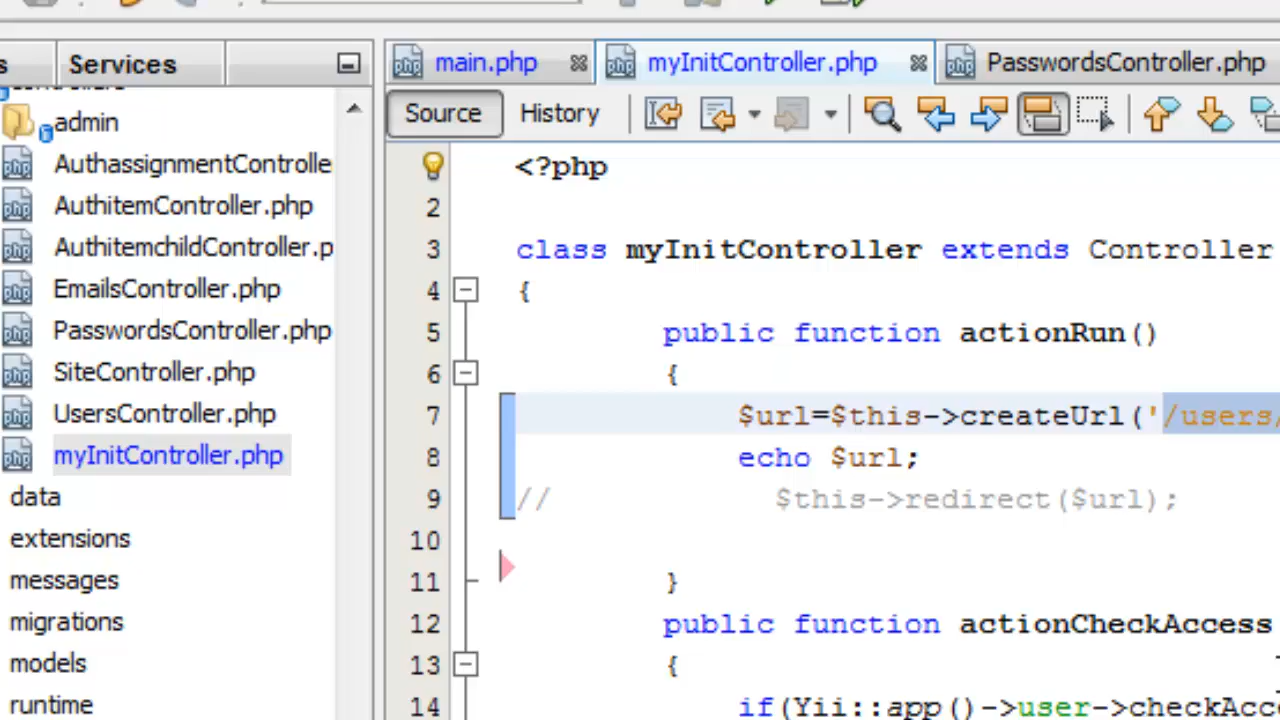 s Services
main.php myInitController.php PasswordsController.php
Source History
admin
AuthassignmentControlle
AuthitemController.php
AuthitemchildController.p
EmailsController.php
PasswordsController.php
SiteController.php
UsersController.php
myInitController.php
data
extensions
messages
migrations
models
runtime
<?php
2
3 class myInitController extends Controller
4 {
5 public function actionRun()
6 {
7 $url=$this->createUrl('/users/
8 echo $url;
9 // $this->redirect($url);
10
11 }
12 public function actionCheckAccess
13 {
14 if(Yii::app()->user->checkAcc